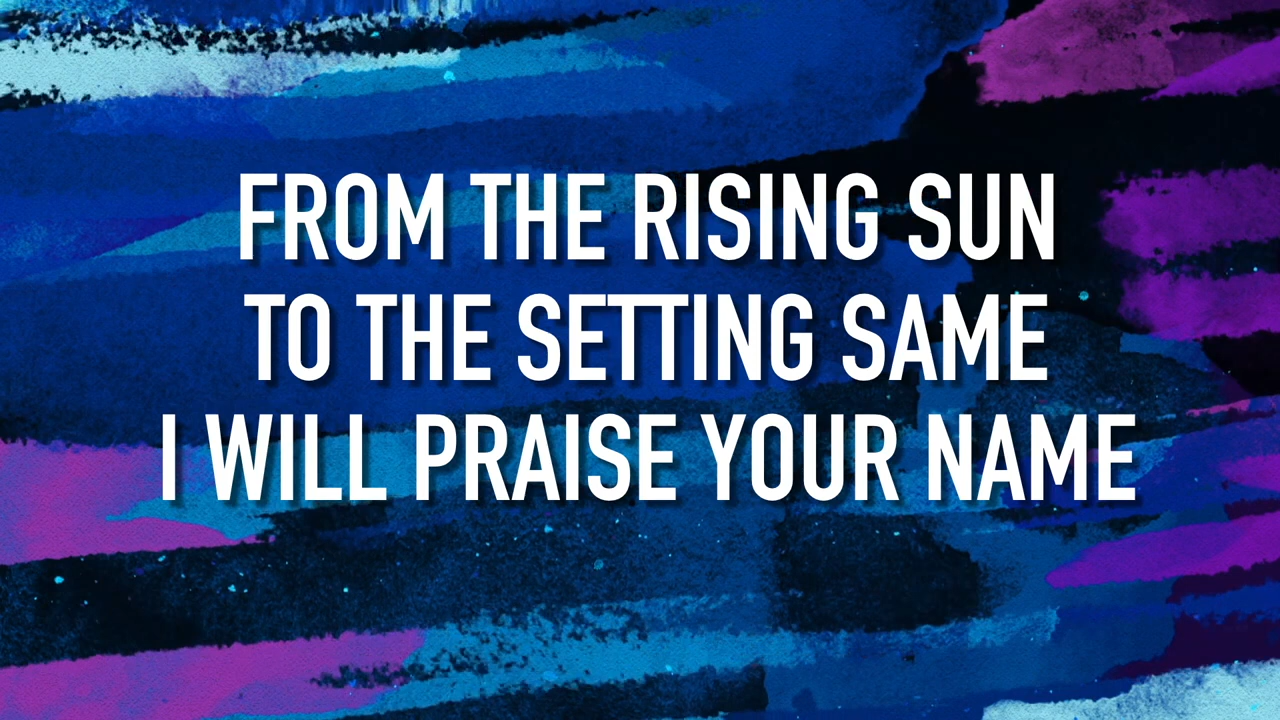 FROM THE RISING SUN
TO THE SETTING SAME
I WILL PRAISE YOUR NAME